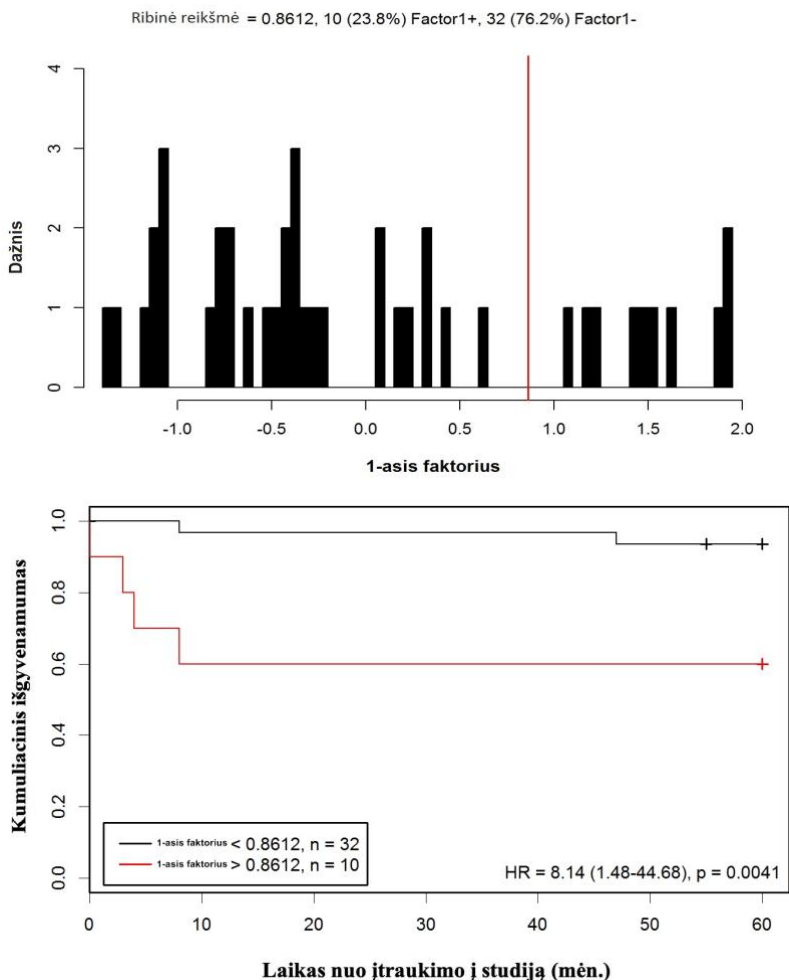 Ribinė reikšmė = 0.8612, 10 (23.8%) Factor1+, 32 (76.2%) Factor1-
4
3
2
1
0
Dažnis
-1.0 -0.5 0.0 0.5 1.0 1.5 2.0
1-asis faktorius
1.0
0.8
0.6
0.4
0.2
0.0
Kumuliacinis išgyvenamumas
1-asis faktorius < 0.8612, n = 32
1-asis faktorius > 0.8612, n = 10
HR = 8.14 (1.48-44.68), p = 0.0041
0 10 20 30 40 50 60
Laikas nuo įtraukimo į studiją (mėn.)